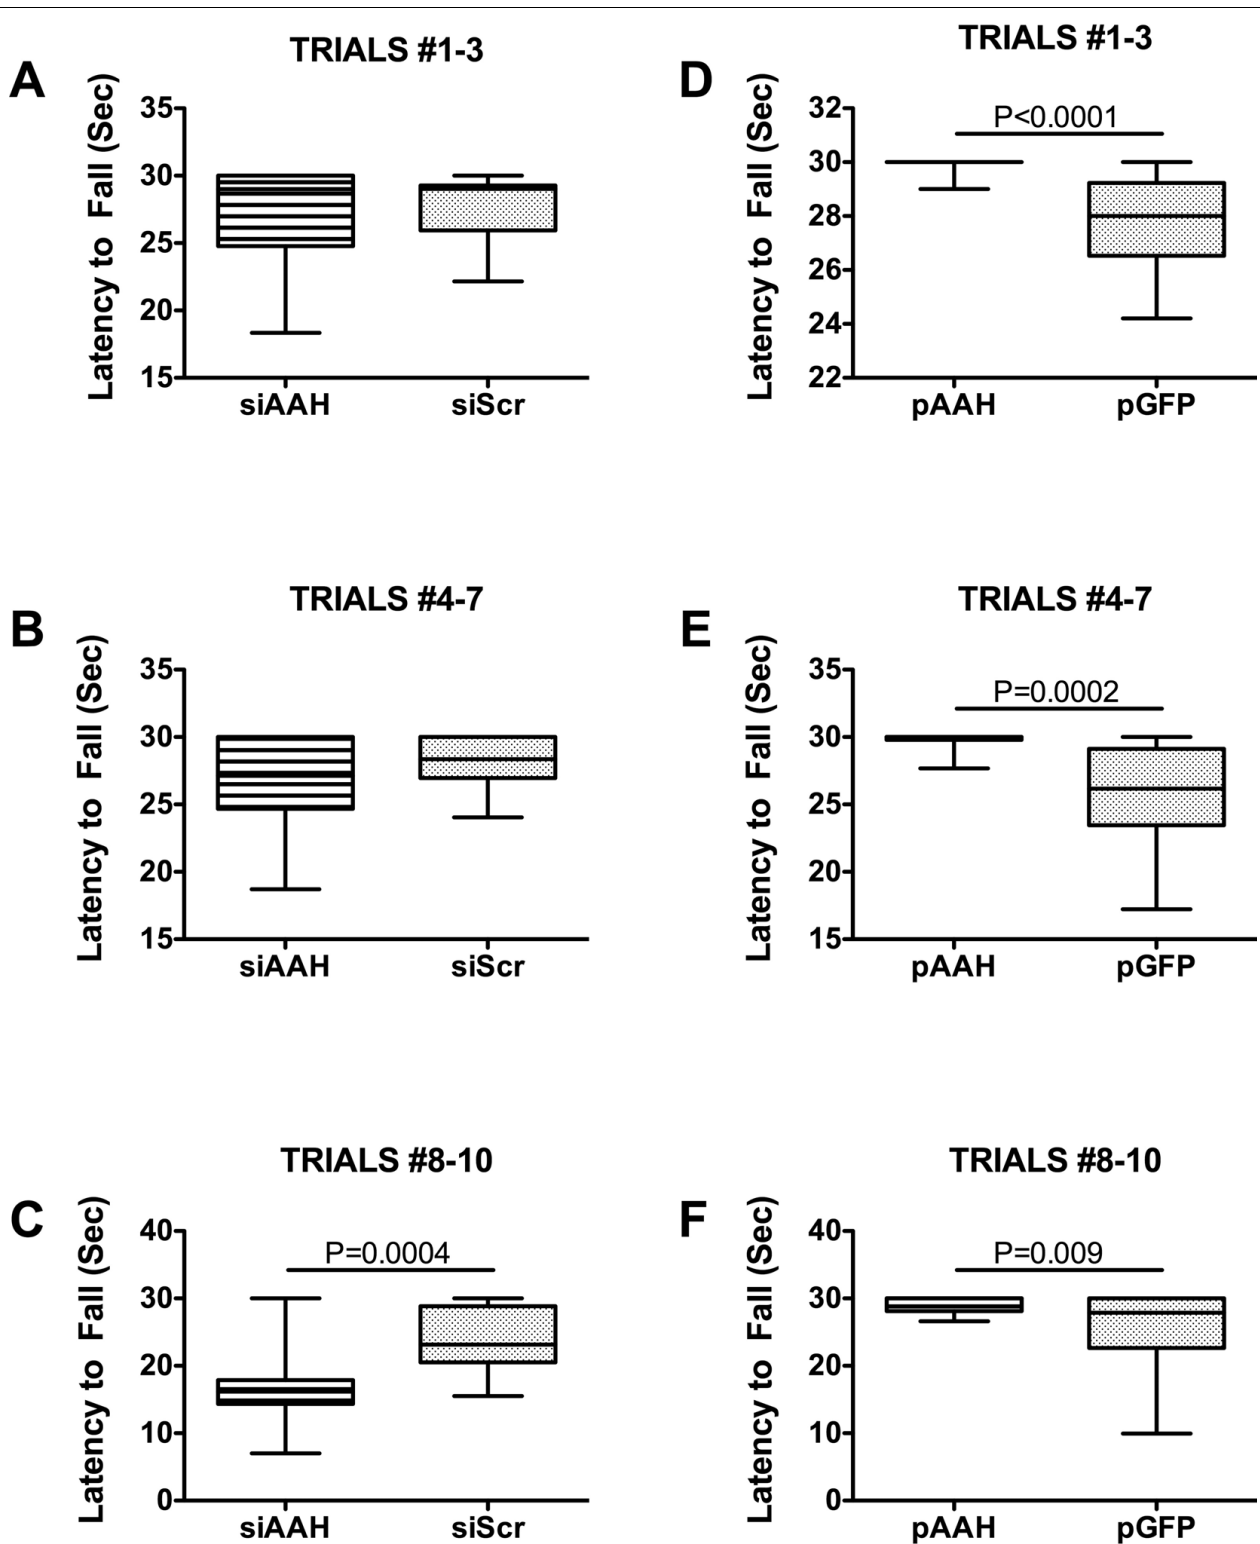 A
TRIALS #1-3
Latency to Fall (Sec)
35
30
25
20
15
siAAH siScr
D
TRIALS #1-3
Latency to Fall (Sec)
32
30
28
26
24
22
P<0.0001
pAAH pGFP
B
TRIALS #4-7
Latency to Fall (Sec)
35
30
25
20
15
siAAH siScr
E
TRIALS #4-7
Latency to Fall (Sec)
35
30
25
20
15
P=0.0002
pAAH pGFP
C
TRIALS #8-10
Latency to Fall (Sec)
40
30
20
10
0
P=0.0004
siAAH siScr
F
TRIALS #8-10
Latency to Fall (Sec)
40
30
20
10
0
P=0.009
pAAH pGFP